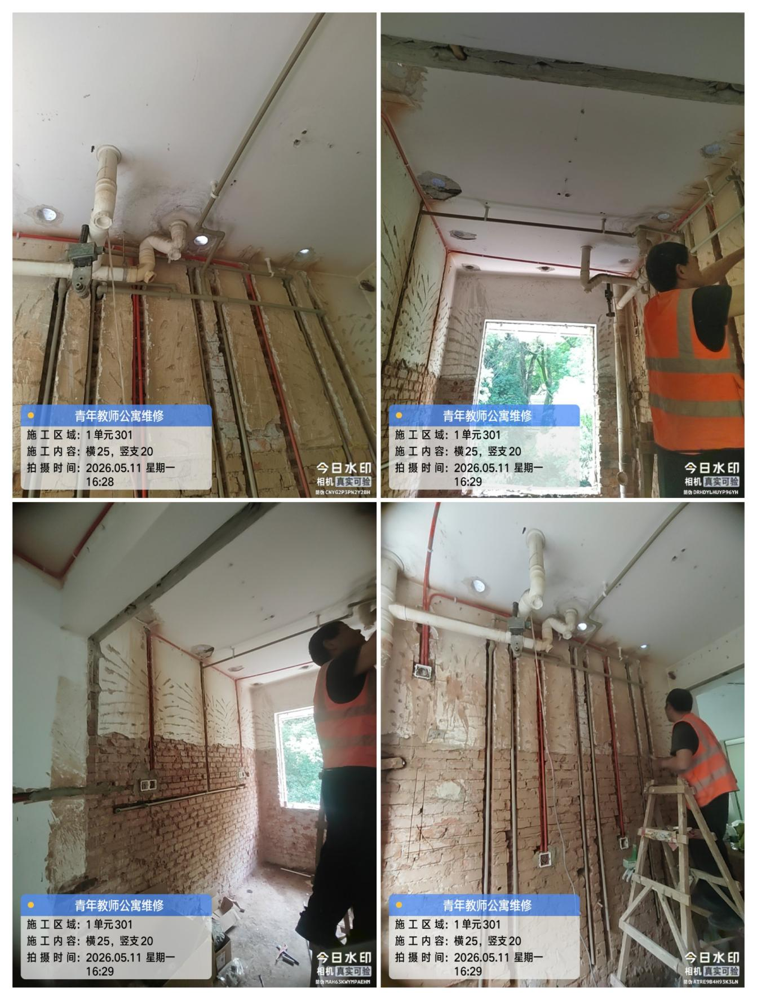 青年教师公寓维修
施工区域：1单元301
施工内容：横25，竖支20
拍摄时间：2026.05.11 星期一
16:28
今日水印
相机 真实可验
防伪 CNYG2P3PN2Y2BH
青年教师公寓维修
施工区域：1单元301
施工内容：横25，竖支20
拍摄时间：2026.05.11 星期一
16:29
今日水印
相机 真实可验
防伪 DRHDYLHUYP96YH
青年教师公寓维修
施工区域：1单元301
施工内容：横25，竖支20
拍摄时间：2026.05.11 星期一
16:29
今日水印
相机 真实可验
防伪 MAH63KWYMPAEHM
青年教师公寓维修
施工区域：1单元301
施工内容：横25，竖支20
拍摄时间：2026.05.11 星期一
16:29
今日水印
相机 真实可验
防伪 ATRE9B4H93K3LN